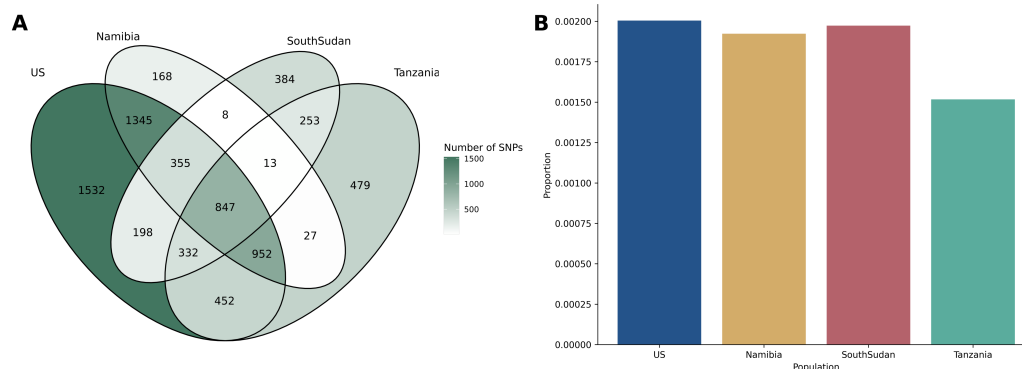 A
US
Namibia
SouthSudan
Tanzania
168
384
8
1345
253
355
13
1532
479
847
198
27
332
952
452
Number of SNPs
1500
1000
500
B
Proportion
0.00200
0.00175
0.00150
0.00125
0.00100
0.00075
0.00050
0.00025
0.00000
US
Namibia
SouthSudan
Tanzania
Population